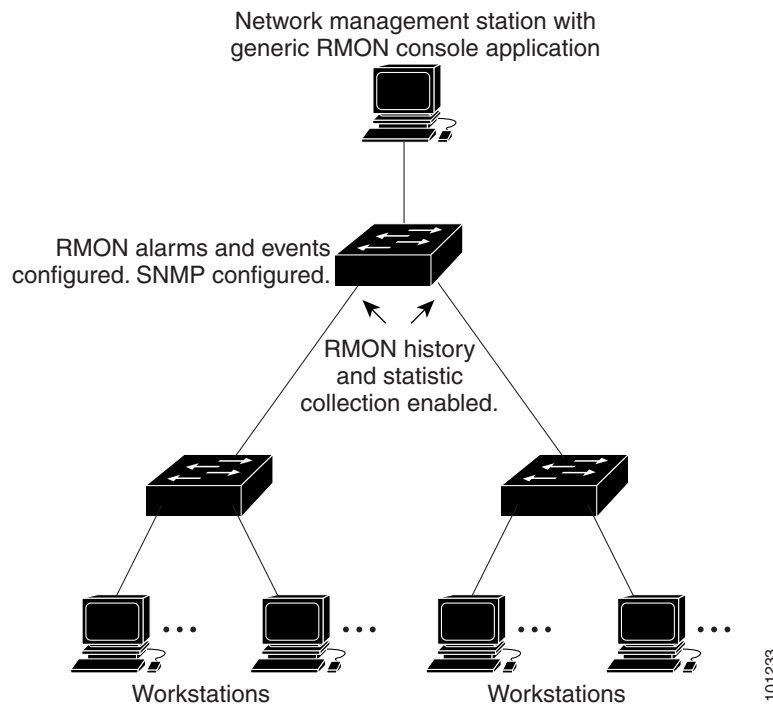 Network management station with
generic RMON console application
RMON alarms and events
configured. SNMP configured.
RMON history
and statistic
collection enabled.
Workstations
Workstations
101233